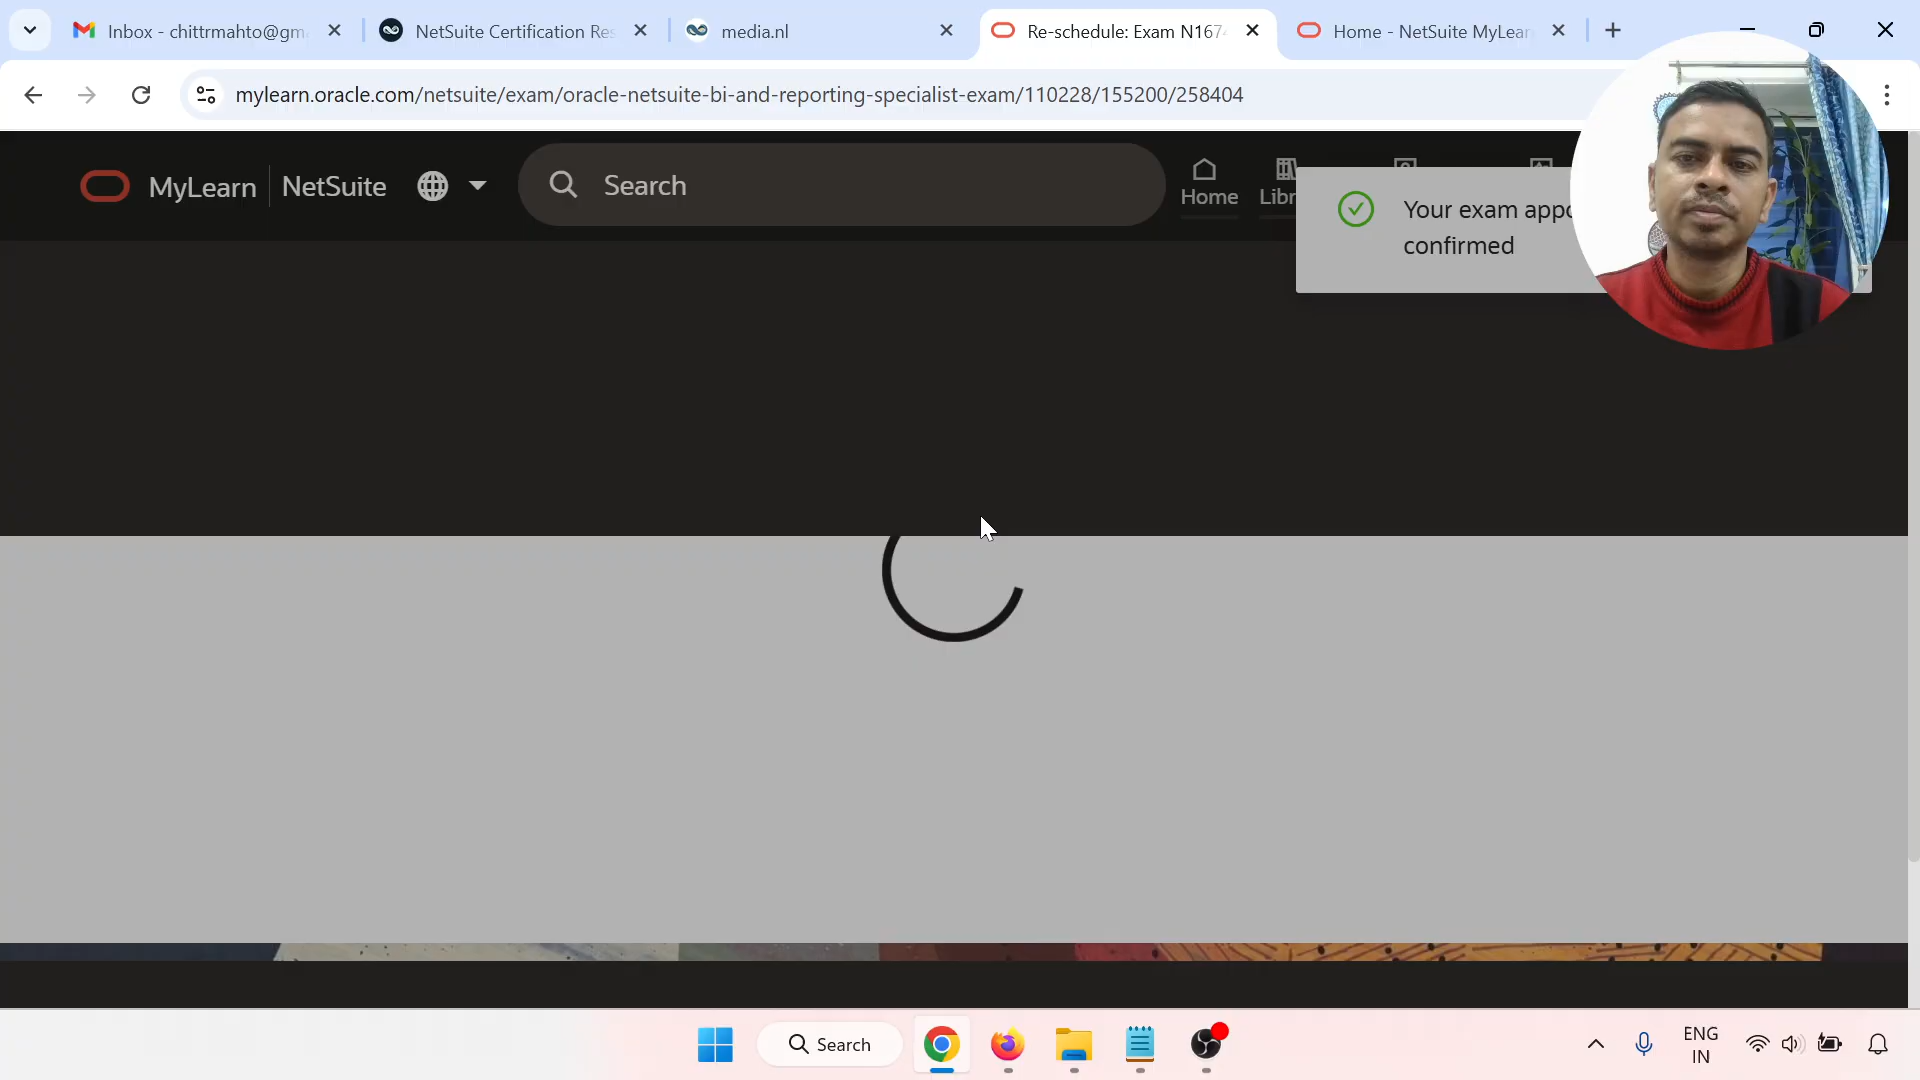 Inbox - chittrmahto@gm
NetSuite Certification Res
media.nl
Re-schedule: Exam N167
Home - NetSuite MyLear
mylearn.oracle.com/netsuite/exam/oracle-netsuite-bi-and-reporting-specialist-exam/110228/155200/258404
MyLearn
NetSuite
Search
Home
Libr
Your exam appo
confirmed
Search
ENG
IN